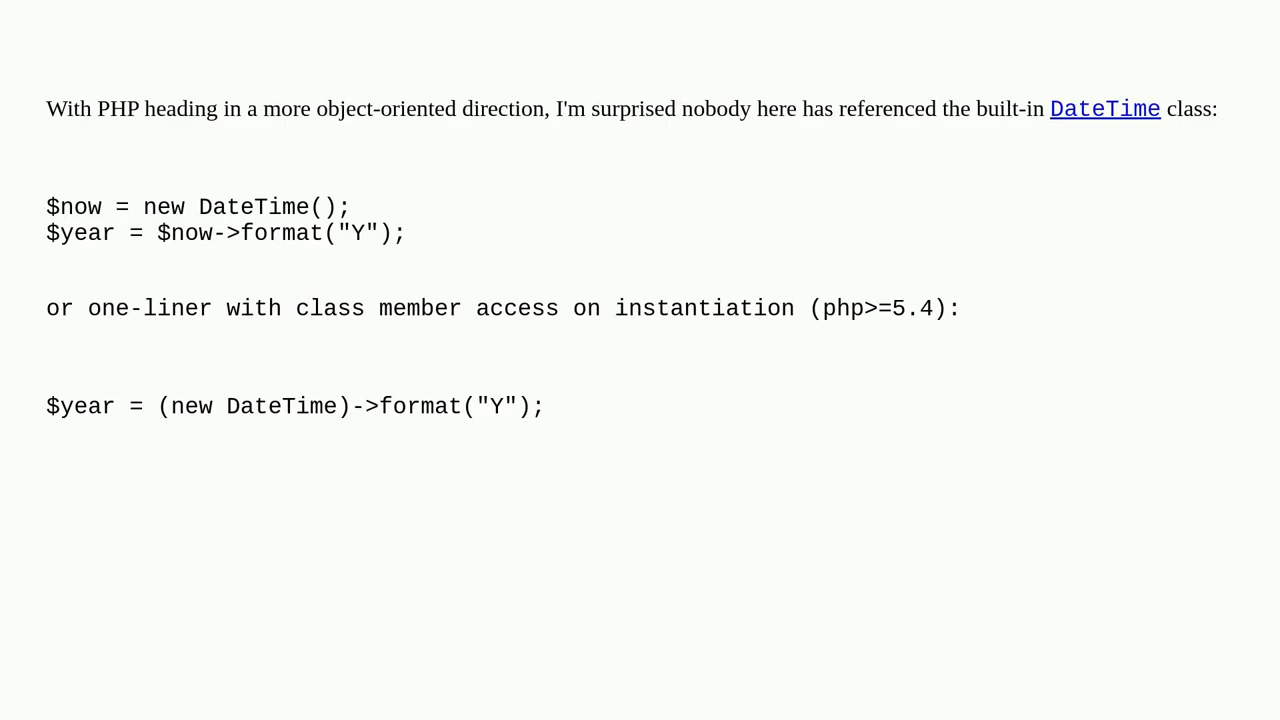 With PHP heading in a more object-oriented direction, I'm surprised nobody here has referenced the built-in DateTime class:
$now = new DateTime();
$year = $now->format("Y");
or one-liner with class member access on instantiation (php>=5.4):
$year = (new DateTime)->format("Y");